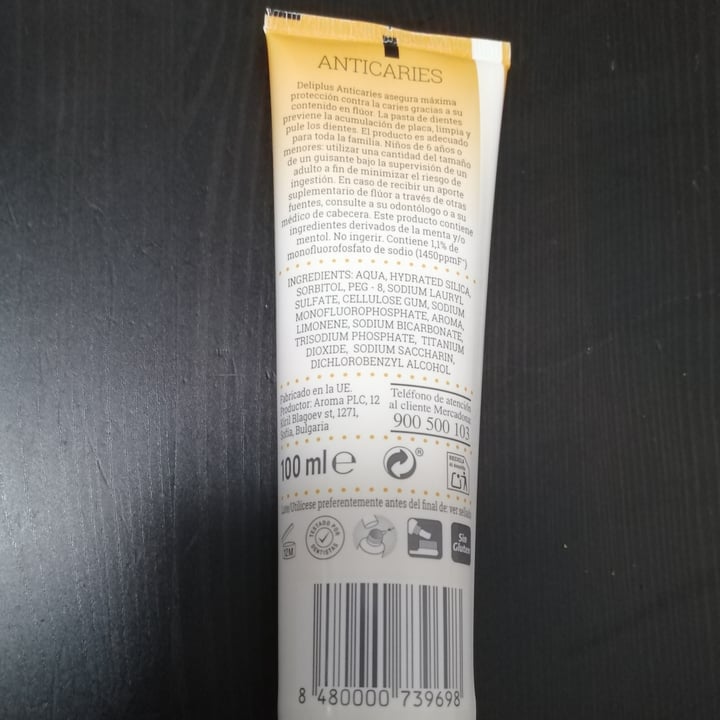 ANTICARIES
Deliplus Anticaries asegura máxima
protección contra la caries gracias a su
contenido en flúor. La pasta de dientes
previene la acumulación de placa, limpia y
pule los dientes. El producto es adecuado
para toda la familia. Niños de 6 años o
menores: utilizar una cantidad del tamaño
de un guisante bajo la supervisión de un
adulto a fin de minimizar el riesgo de
ingestión. En caso de recibir un aporte
suplementario de flúor a través de otras
fuentes, consulte a su odontólogo o a su
médico de cabecera. Este producto contiene
ingredientes derivados de la menta y/o
mentol. No ingerir. Contiene 1,1% de
monofluorofosfato de sodio (1450ppmF⁻)
INGREDIENTS: AQUA, HYDRATED SILICA,
SORBITOL, PEG - 8, SODIUM LAURYL
SULFATE, CELLULOSE GUM, SODIUM
MONOFLUOROPHOSPHATE, AROMA,
LIMONENE, SODIUM BICARBONATE,
TRISODIUM PHOSPHATE, TITANIUM
DIOXIDE, SODIUM SACCHARIN,
DICHLOROBENZYL ALCOHOL
Fabricado en la UE.
Productor: Aroma PLC, 12
Kiril Blagoev st, 1271,
Sofia, Bulgaria
Teléfono de atención
al cliente Mercadona:
900 500 103
100 ml e
®
RECICLA
Lote/Utilícese preferentemente antes del final de: ver sellado
12M
TESTADO POR
DENTISTAS
Sin
Gluten
8 480000 739698